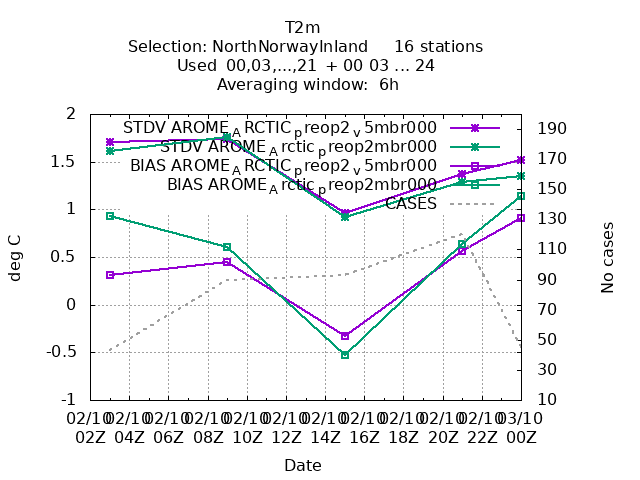 T2m
Selection: NorthNorwayInland 16 stations
Used 00,03,...,21 + 00 03 ... 24
Averaging window: 6h
STDV AROME_ARCTIC_preop2_v5mbr000
STDV AROME_Arctic_preop2mbr000
BIAS AROME_ARCTIC_preop2_v5mbr000
BIAS AROME_Arctic_preop2mbr000
CASES
2
1.5
1
0.5
0
-0.5
-1
190
170
150
130
110
90
70
50
30
10
deg C
No cases
02/10 02/10 02/10 02/10 02/10 02/10 02/10 02/10 02/10 02/10 02/10 03/10
02Z 04Z 06Z 08Z 10Z 12Z 14Z 16Z 18Z 20Z 22Z 00Z
Date